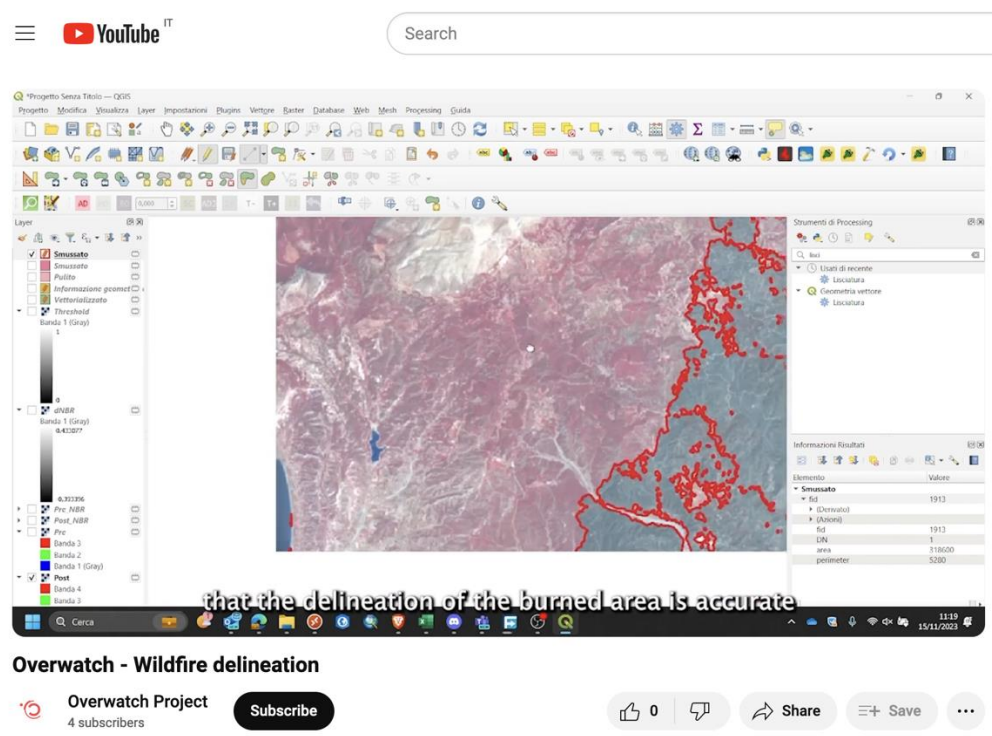 YouTube IT
Search
*Progetto Senza Titolo — QGIS
Progetto Modifica Visualizza Layer Impostazioni Plugins Vettore Raster Database Web Mesh Processing Guida
Layer
Smussato
Smussato
Pulito
Informazione geomet
Vettorializzato
Threshold
Banda 1 (Gray)
1
0
dNBR
Banda 1 (Gray)
Pre_NBR
Post_NBR
Pre
Banda 3
Banda 2
Banda 1 (Gray)
Post
Banda 4
Banda 3
Strumenti di Processing
lisci
Usati di recente
Lisciatura
Geometria vettore
Lisciatura
Informazioni Risultati
Elemento Valore
Smussato
fid 1913
(Derivato)
(Azioni)
fid 1913
DN 1
area 318600
perimeter 5280
that the delineation of the burned area is accurate
Cerca
11:19
15/11/2023
Overwatch - Wildfire delineation
Overwatch Project
4 subscribers
Subscribe
0
Share
Save